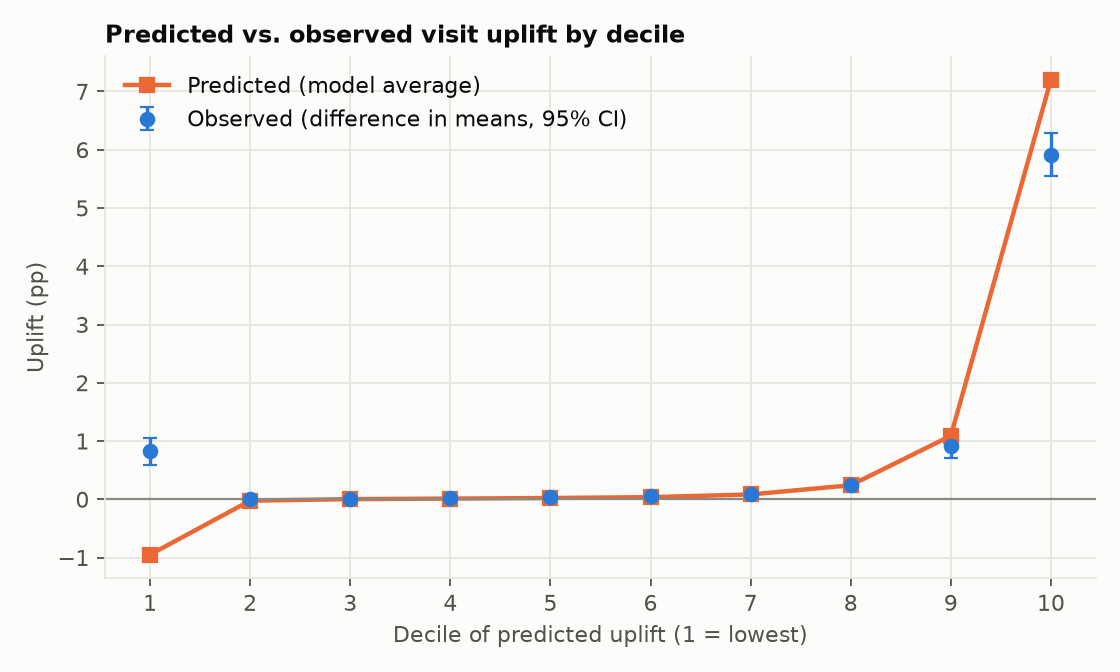 Predicted vs. observed visit uplift by decile
Predicted (model average)
Observed (difference in means, 95% CI)
Uplift (pp)
7
6
5
4
3
2
1
0
−1
1 2 3 4 5 6 7 8 9 10
Decile of predicted uplift (1 = lowest)